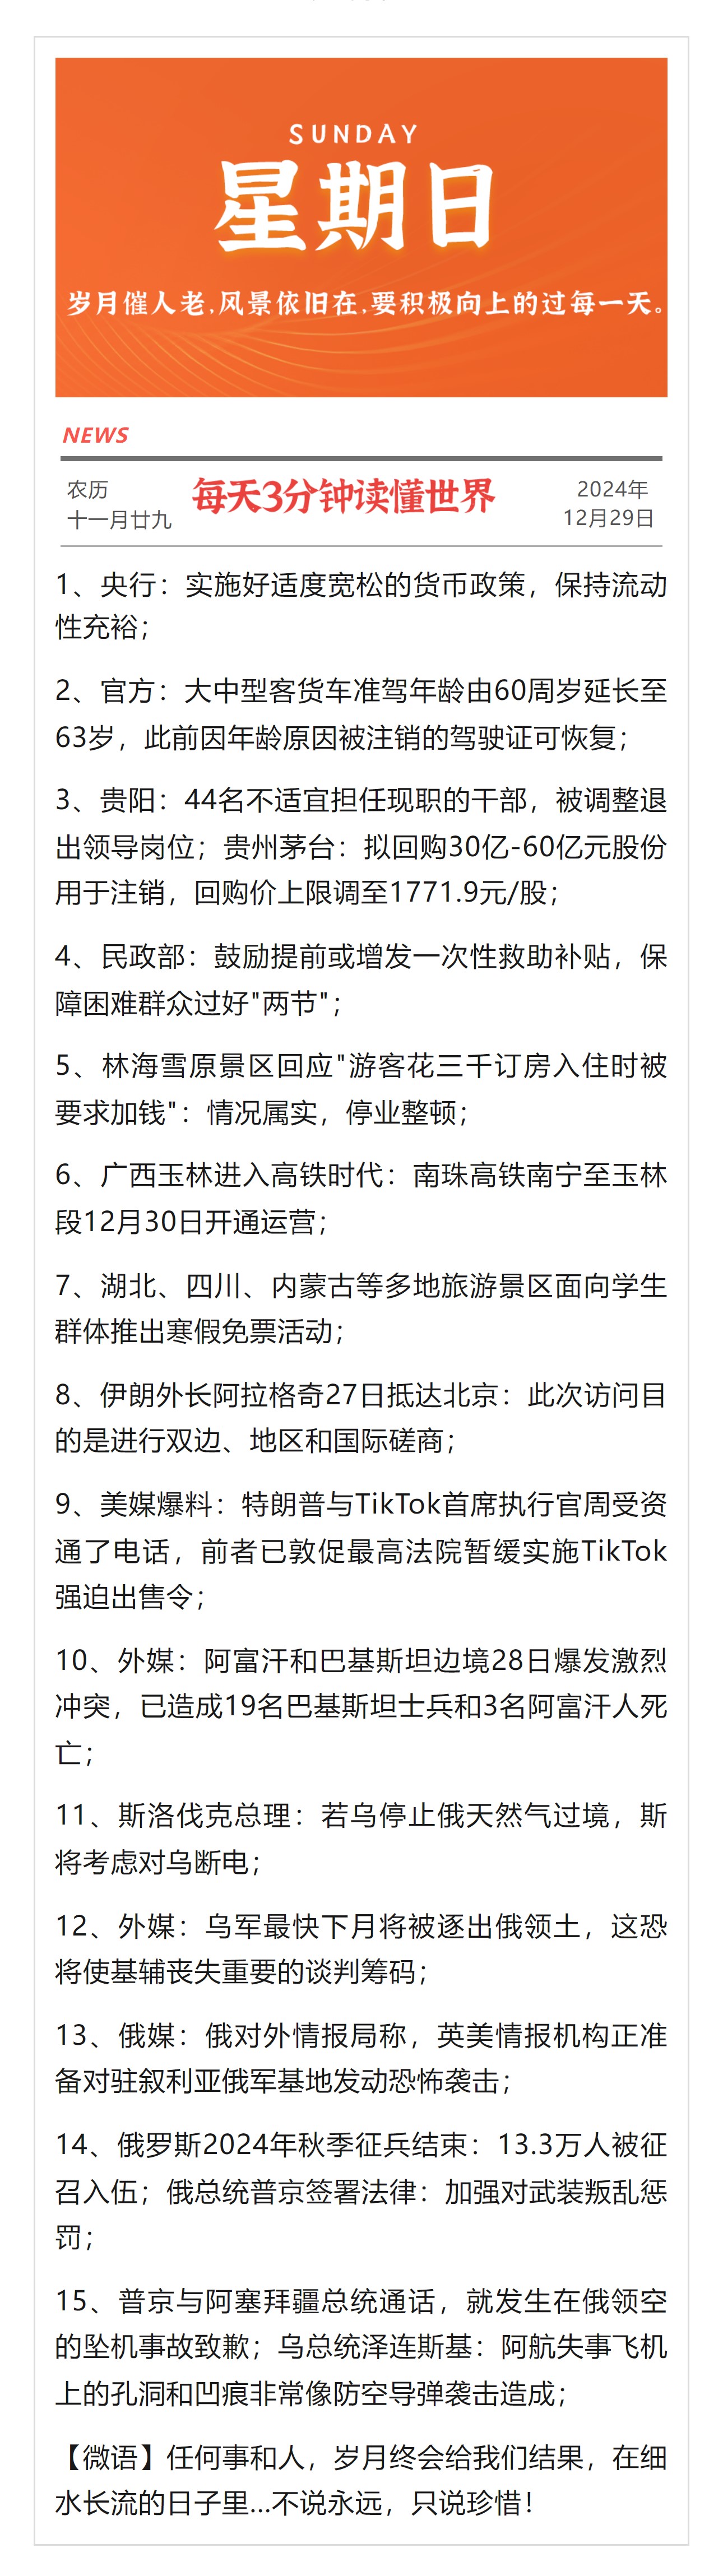 SUNDAY
星期日
岁月催人老,风景依旧在,要积极向上的过每一天。
NEWS
农历
十一月廿九
每天3分钟读懂世界
2024年
12月29日
1、央行：实施好适度宽松的货币政策，保持流动
性充裕；
2、官方：大中型客货车准驾年龄由60周岁延长至
63岁，此前因年龄原因被注销的驾驶证可恢复；
3、贵阳：44名不适宜担任现职的干部，被调整退
出领导岗位；贵州茅台：拟回购30亿-60亿元股份
用于注销，回购价上限调至1771.9元/股；
4、民政部：鼓励提前或增发一次性救助补贴，保
障困难群众过好"两节"；
5、林海雪原景区回应"游客花三千订房入住时被
要求加钱"：情况属实，停业整顿；
6、广西玉林进入高铁时代：南珠高铁南宁至玉林
段12月30日开通运营；
7、湖北、四川、内蒙古等多地旅游景区面向学生
群体推出寒假免票活动；
8、伊朗外长阿拉格奇27日抵达北京：此次访问目
的是进行双边、地区和国际磋商；
9、美媒爆料：特朗普与TikTok首席执行官周受资
通了电话，前者已敦促最高法院暂缓实施TikTok
强迫出售令；
10、外媒：阿富汗和巴基斯坦边境28日爆发激烈
冲突，已造成19名巴基斯坦士兵和3名阿富汗人死
亡；
11、斯洛伐克总理：若乌停止俄天然气过境，斯
将考虑对乌断电；
12、外媒：乌军最快下月将被逐出俄领土，这恐
将使基辅丧失重要的谈判筹码；
13、俄媒：俄对外情报局称，英美情报机构正准
备对驻叙利亚俄军基地发动恐怖袭击；
14、俄罗斯2024年秋季征兵结束：13.3万人被征
召入伍；俄总统普京签署法律：加强对武装叛乱惩
罚；
15、普京与阿塞拜疆总统通话，就发生在俄领空
的坠机事故致歉；乌总统泽连斯基：阿航失事飞机
上的孔洞和凹痕非常像防空导弹袭击造成；
【微语】任何事和人，岁月终会给我们结果，在细
水长流的日子里...不说永远，只说珍惜！